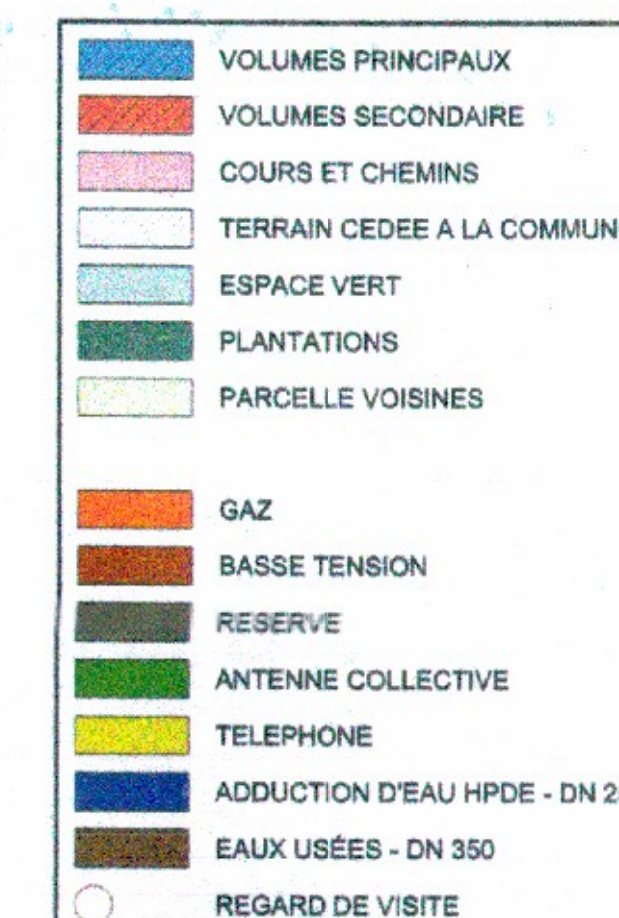 VOLUMES PRINCIPAUX
VOLUMES SECONDAIRE
COURS ET CHEMINS
TERRAIN CEDEE A LA COMMUN
ESPACE VERT
PLANTATIONS
PARCELLE VOISINES
GAZ
BASSE TENSION
RESERVE
ANTENNE COLLECTIVE
TELEPHONE
ADDUCTION D'EAU HPDE - DN 2
EAUX USÉES - DN 350
REGARD DE VISITE